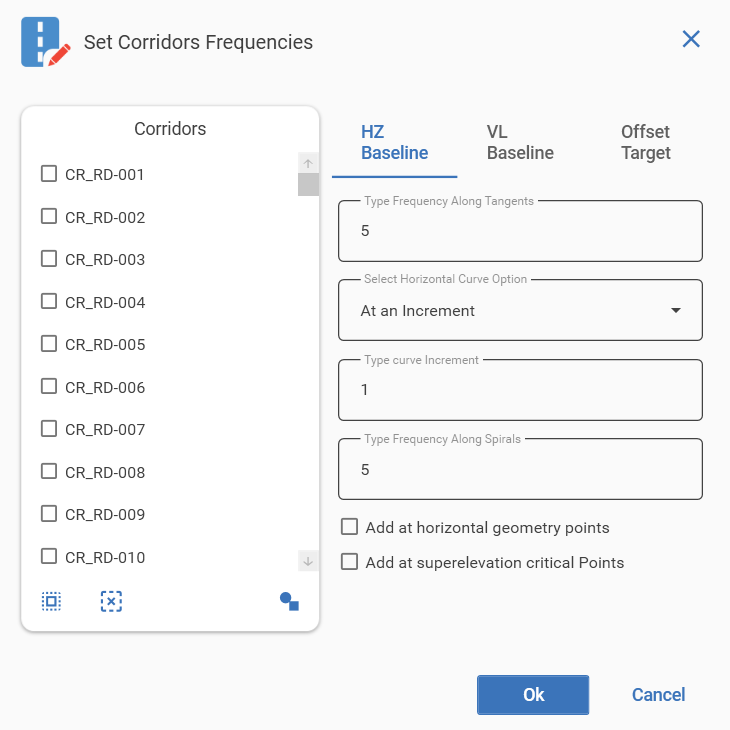 Set Corridors Frequencies
Corridors
CR_RD-001
CR_RD-002
CR_RD-003
CR_RD-004
CR_RD-005
CR_RD-006
CR_RD-007
CR_RD-008
CR_RD-009
CR_RD-010
HZ
Baseline
VL
Baseline
Offset
Target
Type Frequency Along Tangents
5
Select Horizontal Curve Option
At an Increment
Type curve Increment
1
Type Frequency Along Spirals
5
Add at horizontal geometry points
Add at superelevation critical Points
Ok
Cancel